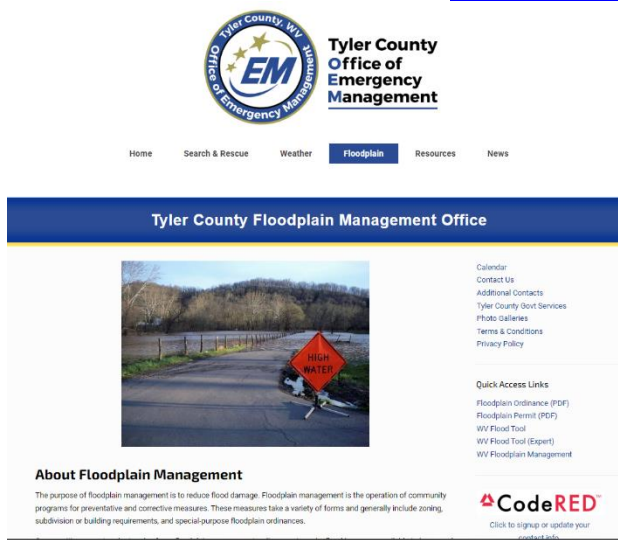 Tyler County, WV
Office of Emergency Management
EM
Tyler County
Office of
Emergency
Management
Home Search & Rescue Weather Floodplain Resources News
Tyler County Floodplain Management Office
HIGH
WATER
Calendar
Contact Us
Additional Contacts
Tyler County Govt Services
Photo Galleries
Terms & Conditions
Privacy Policy
Quick Access Links
Floodplain Ordinance (PDF)
Floodplain Permit (PDF)
WV Flood Tool
WV Flood Tool (Expert)
WV Floodplain Management
CodeRED
Click to signup or update your
contact info
About Floodplain Management
The purpose of floodplain management is to reduce flood damage. Floodplain management is the operation of community
programs for preventative and corrective measures. These measures take a variety of forms and generally include zoning,
subdivision or building requirements, and special-purpose floodplain ordinances.